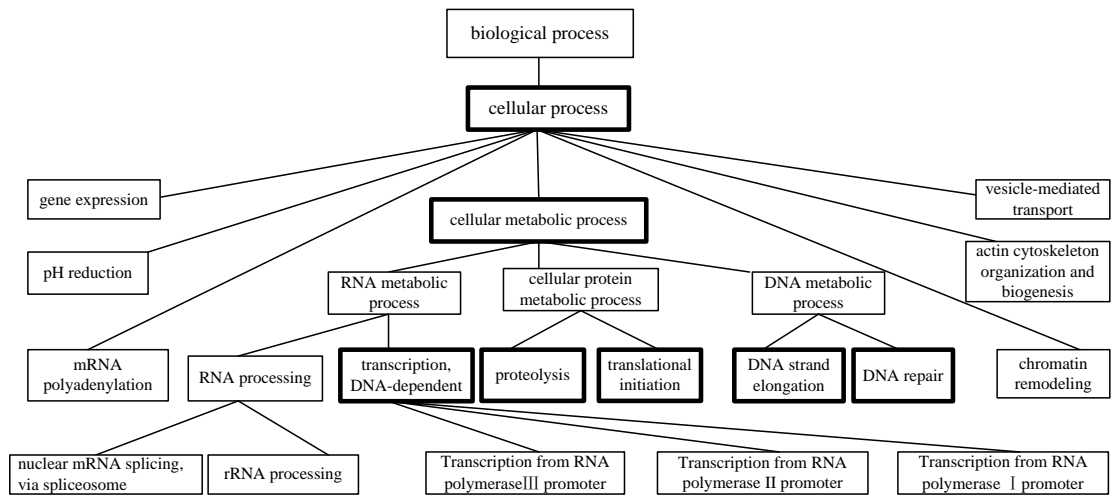 biological process
cellular process
gene expression
vesicle-mediated
transport
cellular metabolic process
pH reduction
actin cytoskeleton
organization and
biogenesis
RNA metabolic
process
cellular protein
metabolic process
DNA metabolic
process
mRNA
polyadenylation
RNA processing
transcription,
DNA-dependent
proteolysis
translational
initiation
DNA strand
elongation
DNA repair
chromatin
remodeling
nuclear mRNA splicing,
via spliceosome
rRNA processing
Transcription from RNA
polymeraseⅢ promoter
Transcription from RNA
polymerase Ⅱ promoter
Transcription from RNA
polymerase Ⅰ promoter